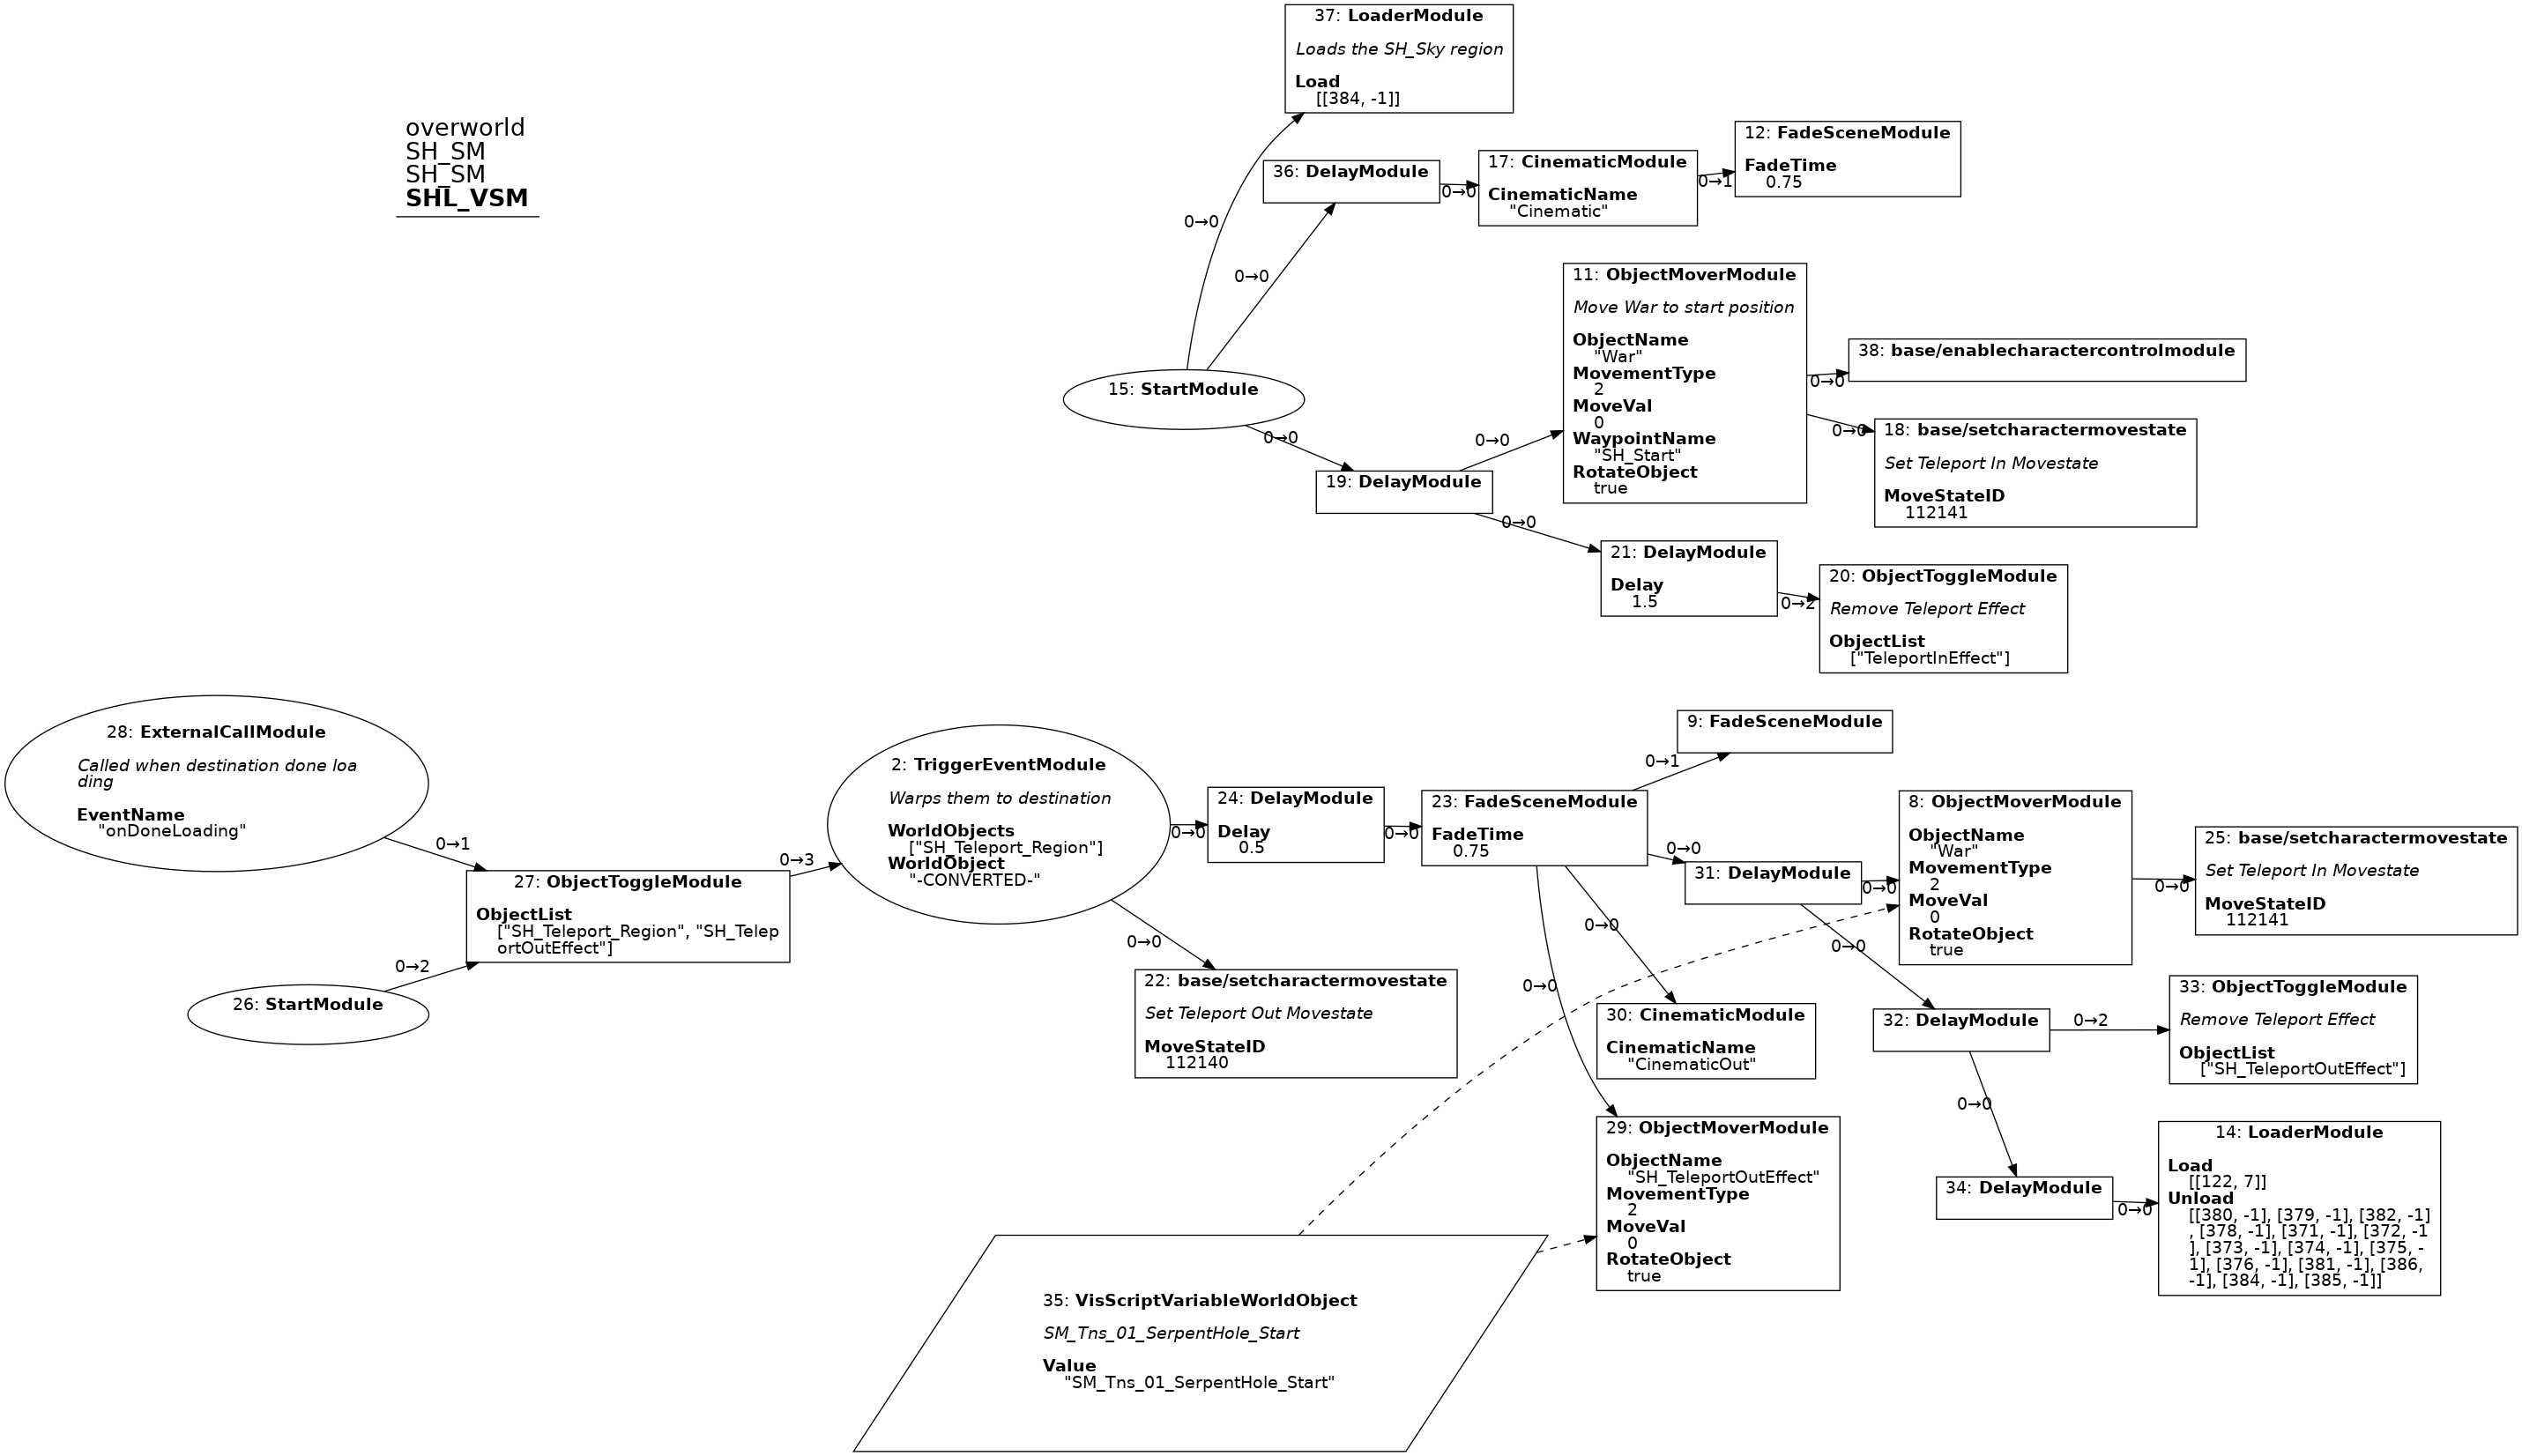 overworld
SH_SM
SH_SM
SHL_VSM
37: LoaderModule
Loads the SH_Sky region
Load
[[384, -1]]
36: DelayModule
17: CinematicModule
CinematicName
"Cinematic"
12: FadeSceneModule
FadeTime
0.75
0→0
0→0
0→0
0→1
15: StartModule
0→0
19: DelayModule
0→0
0→0
11: ObjectMoverModule
Move War to start position
ObjectName
"War"
MovementType
2
MoveVal
0
WaypointName
"SH_Start"
RotateObject
true
0→0
0→0
38: base/enablecharactercontrolmodule
18: base/setcharactermovestate
Set Teleport In Movestate
MoveStateID
112141
21: DelayModule
Delay
1.5
0→2
20: ObjectToggleModule
Remove Teleport Effect
ObjectList
["TeleportInEffect"]
28: ExternalCallModule
Called when destination done loa
ding
EventName
"onDoneLoading"
0→1
26: StartModule
0→2
27: ObjectToggleModule
ObjectList
["SH_Teleport_Region", "SH_Telep
ortOutEffect"]
0→3
2: TriggerEventModule
Warps them to destination
WorldObjects
["SH_Teleport_Region"]
WorldObject
"-CONVERTED-"
0→0
0→0
24: DelayModule
Delay
0.5
0→0
22: base/setcharactermovestate
Set Teleport Out Movestate
MoveStateID
112140
23: FadeSceneModule
FadeTime
0.75
0→1
0→0
0→0
0→0
9: FadeSceneModule
31: DelayModule
0→0
0→0
8: ObjectMoverModule
ObjectName
"War"
MovementType
2
MoveVal
0
RotateObject
true
0→0
25: base/setcharactermovestate
Set Teleport In Movestate
MoveStateID
112141
30: CinematicModule
CinematicName
"CinematicOut"
32: DelayModule
0→2
0→0
33: ObjectToggleModule
Remove Teleport Effect
ObjectList
["SH_TeleportOutEffect"]
29: ObjectMoverModule
ObjectName
"SH_TeleportOutEffect"
MovementType
2
MoveVal
0
RotateObject
true
34: DelayModule
0→0
14: LoaderModule
Load
[[122, 7]]
Unload
[[380, -1], [379, -1], [382, -1]
, [378, -1], [371, -1], [372, -1
], [373, -1], [374, -1], [375, -
1], [376, -1], [381, -1], [386,
-1], [384, -1], [385, -1]]
35: VisScriptVariableWorldObject
SM_Tns_01_SerpentHole_Start
Value
"SM_Tns_01_SerpentHole_Start"